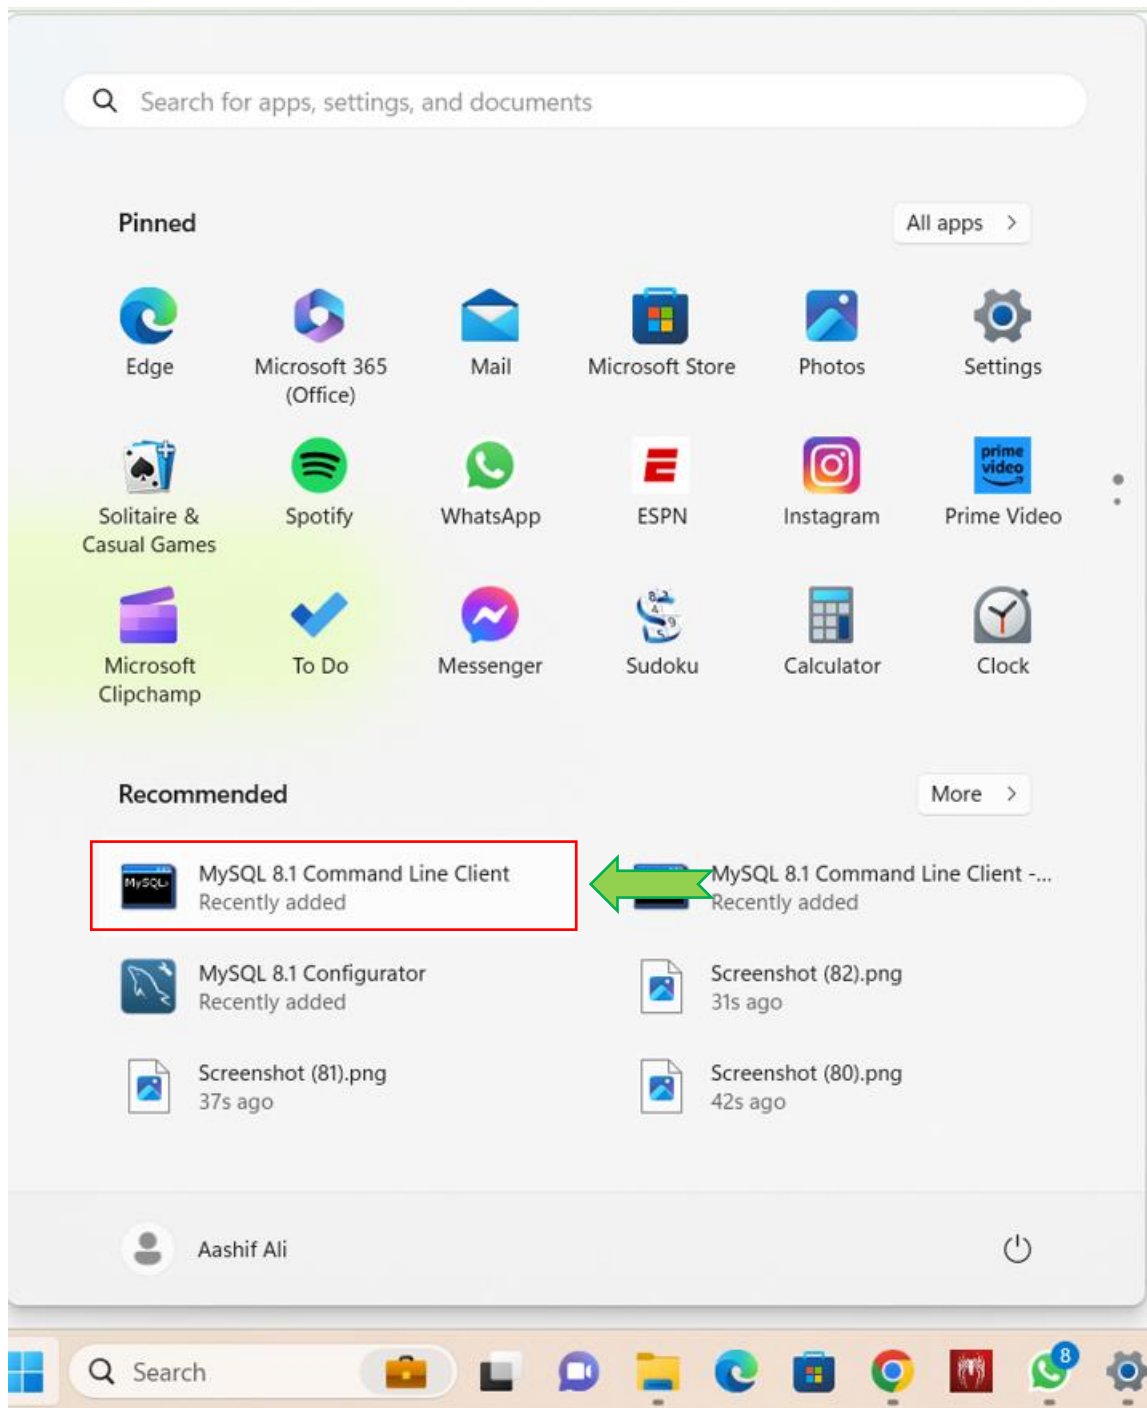 Search for apps, settings, and documents
Pinned
All apps
Edge
Microsoft 365
(Office)
Mail
Microsoft Store
Photos
Settings
prime
video
Solitaire &
Casual Games
Spotify
WhatsApp
ESPN
Instagram
Prime Video
Microsoft
Clipchamp
To Do
Messenger
Sudoku
Calculator
Clock
Recommended
More
MySQL 8.1 Command Line Client
Recently added
MySQL 8.1 Command Line Client -...
Recently added
MySQL 8.1 Configurator
Recently added
Screenshot (82).png
31s ago
Screenshot (81).png
37s ago
Screenshot (80).png
42s ago
Aashif Ali
Search
8